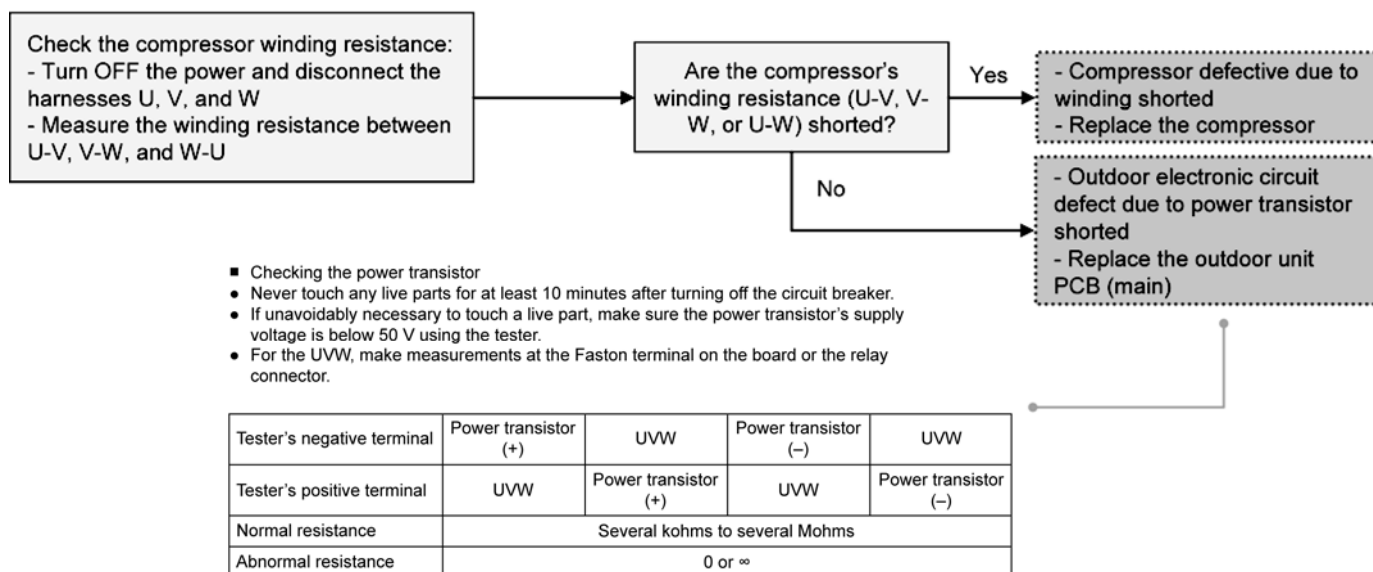 Check the compressor winding resistance:
- Turn OFF the power and disconnect the
harnesses U, V, and W
- Measure the winding resistance between
U-V, V-W, and W-U
Are the compressor's
winding resistance (U-V, V-
W, or U-W) shorted?
Yes
- Compressor defective due to
winding shorted
- Replace the compressor
No
- Outdoor electronic circuit
defect due to power transistor
shorted
- Replace the outdoor unit
PCB (main)
■ Checking the power transistor
● Never touch any live parts for at least 10 minutes after turning off the circuit breaker.
● If unavoidably necessary to touch a live part, make sure the power transistor's supply
voltage is below 50 V using the tester.
● For the UVW, make measurements at the Faston terminal on the board or the relay
connector.
Tester's negative terminal Power transistor (+) UVW Power transistor (–) UVW
Tester's positive terminal UVW Power transistor (+) UVW Power transistor (–)
Normal resistance Several kohms to several Mohms
Abnormal resistance 0 or ∞